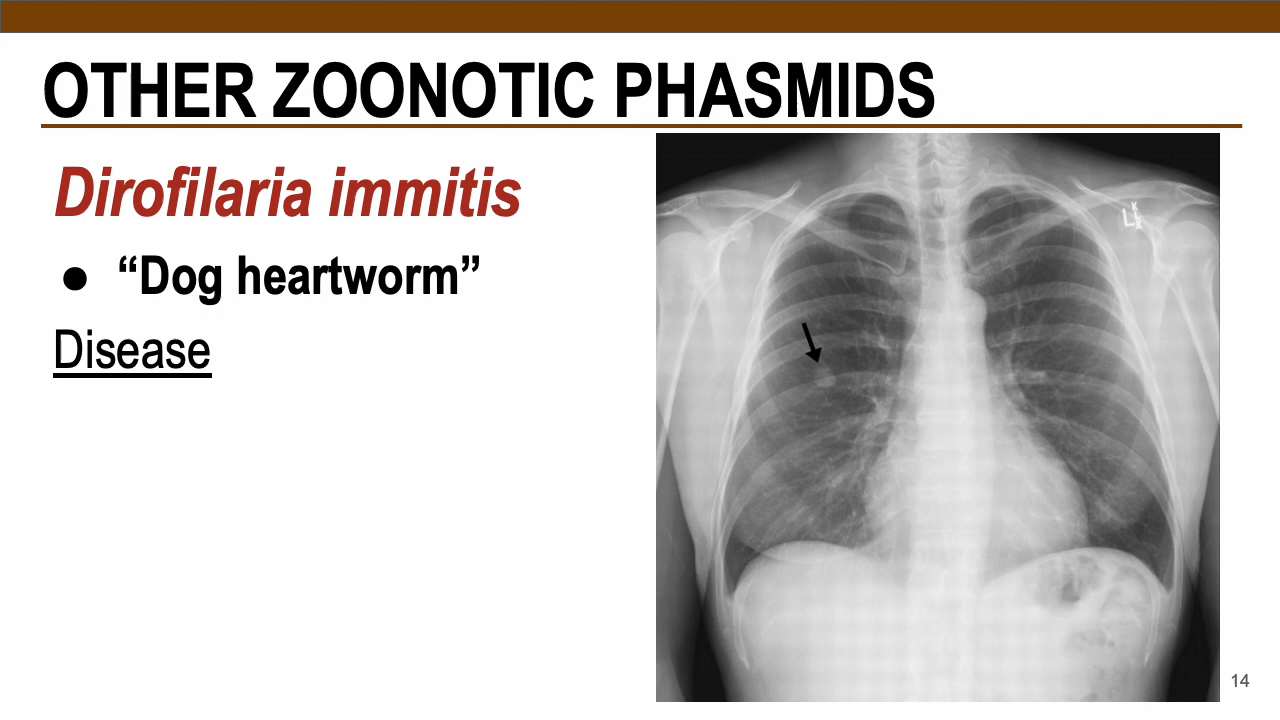 OTHER ZOONOTIC PHASMIDS
Dirofilaria immitis
● “Dog heartworm”
Disease
L
14